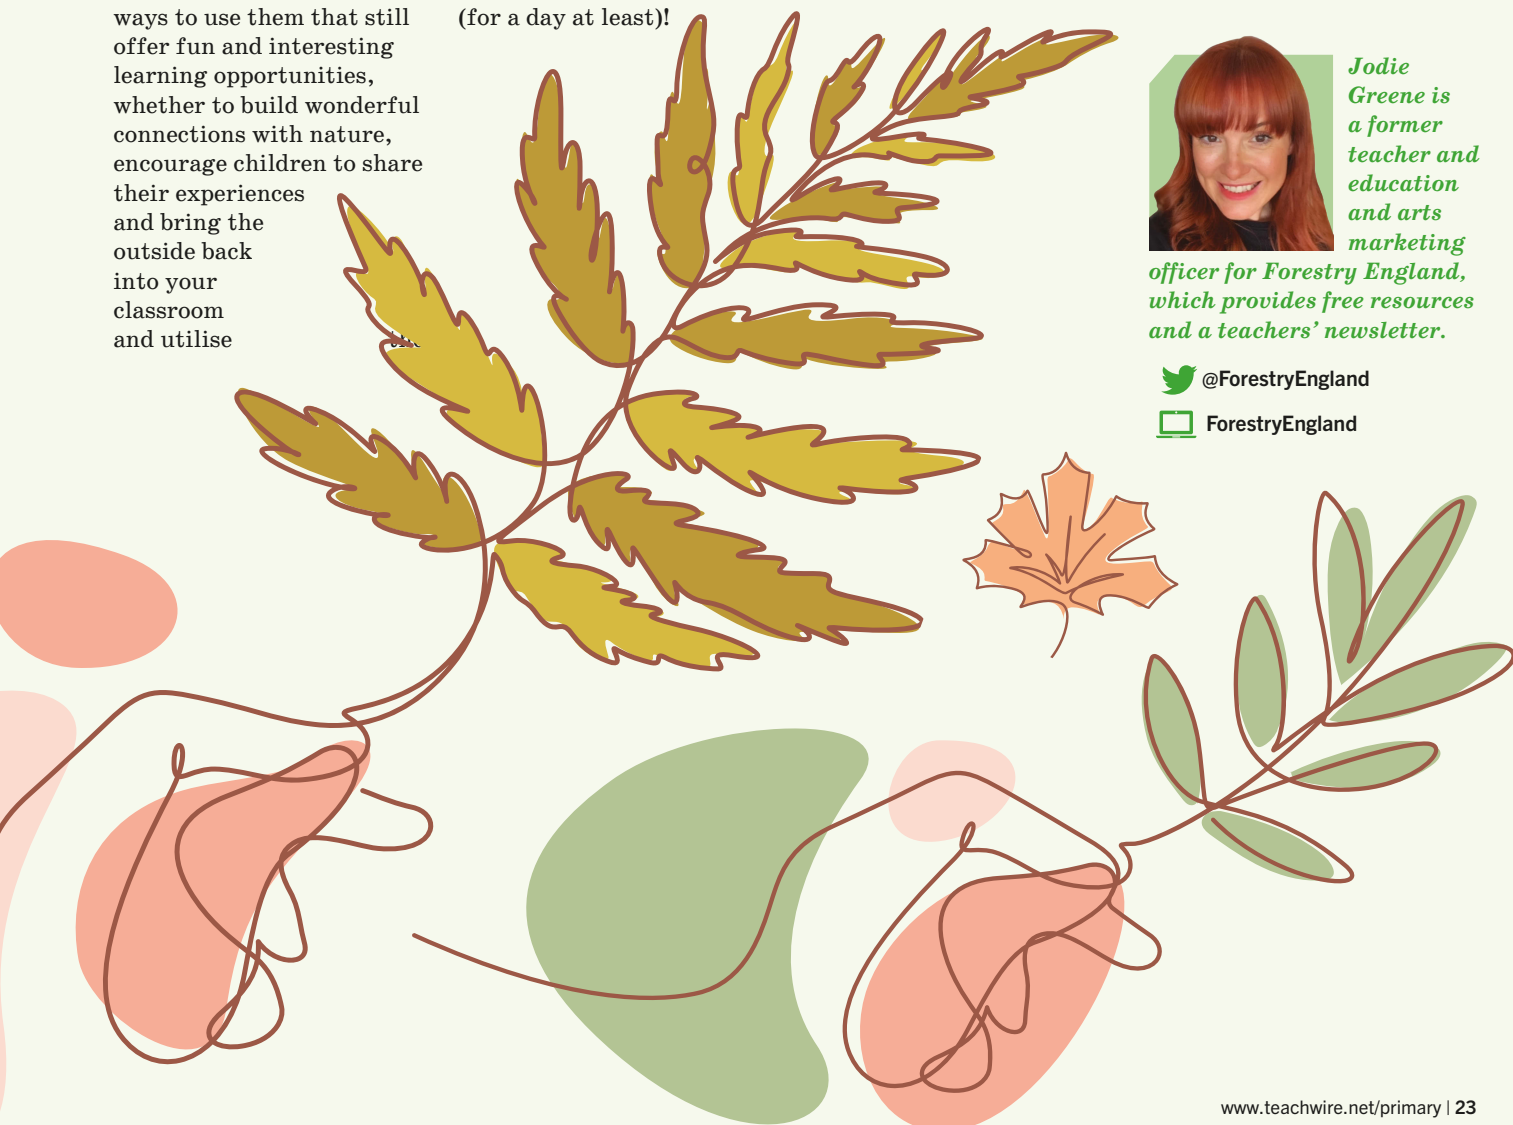 ways to use them that still
offer fun and interesting
learning opportunities,
whether to build wonderful
connections with nature,
encourage children to share
their experiences
and bring the
outside back
into your
classroom
and utilise
(for a day at least)!
Jodie
Greene is
a former
teacher and
education
and arts
marketing
officer for Forestry England,
which provides free resources
and a teachers’ newsletter.
@ForestryEngland
ForestryEngland
www.teachwire.net/primary | 23